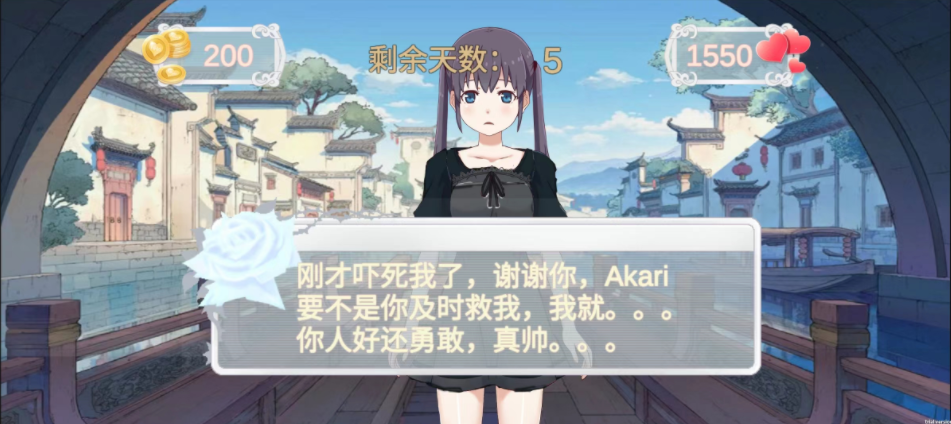 200
剩余天数： 5
1550
刚才吓死我了，谢谢你，Akari
要不是你及时救我，我就。。。
你人好还勇敢，真帅。。。